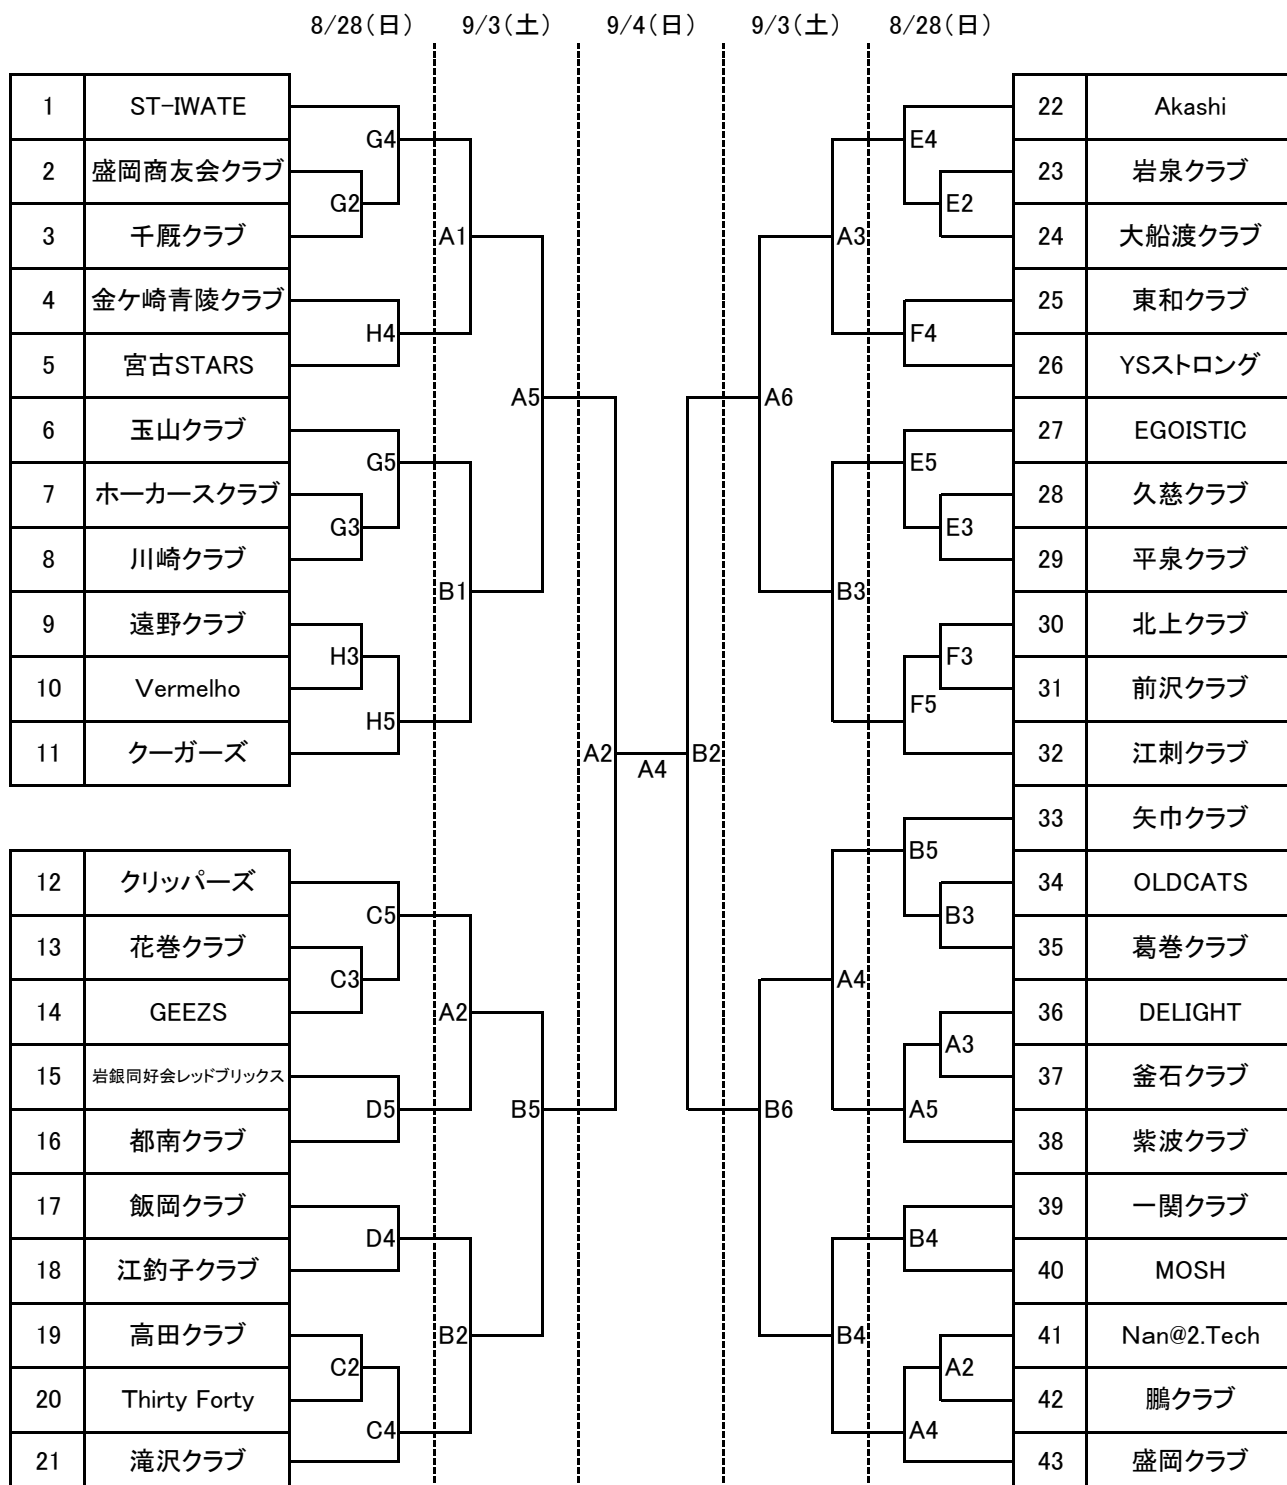 8/28(日) 9/3(土) 9/4(日) 9/3(土) 8/28(日)
1 ST-IWATE
G4
2 盛岡商友会クラブ
G2
3 千厩クラブ
A1
4 金ケ崎青陵クラブ
H4
5 宮古STARS
A5
6 玉山クラブ
G5
7 ホーカースクラブ
G3
8 川崎クラブ
B1
9 遠野クラブ
H3
10 Vermelho
H5
11 クーガーズ
12 クリッパーズ
C5
13 花巻クラブ
C3
14 GEEZS
A2
15 岩銀同好会レッドブリックス
D5
16 都南クラブ
B5
17 飯岡クラブ
D4
18 江釣子クラブ
19 高田クラブ
B2
C2
20 Thirty Forty
C4
21 滝沢クラブ
A2
A4
B2
22 Akashi
E4
23 岩泉クラブ
E2
24 大船渡クラブ
A3
25 東和クラブ
F4
26 YSストロング
A6
27 EGOISTIC
E5
28 久慈クラブ
E3
29 平泉クラブ
B3
30 北上クラブ
F3
31 前沢クラブ
F5
32 江刺クラブ
33 矢巾クラブ
B5
34 OLDCATS
B3
35 葛巻クラブ
A4
36 DELIGHT
A3
37 釜石クラブ
A5
38 紫波クラブ
B6
39 一関クラブ
B4
40 MOSH
41 Nan@2.Tech
B4
A2
42 鵬クラブ
A4
43 盛岡クラブ